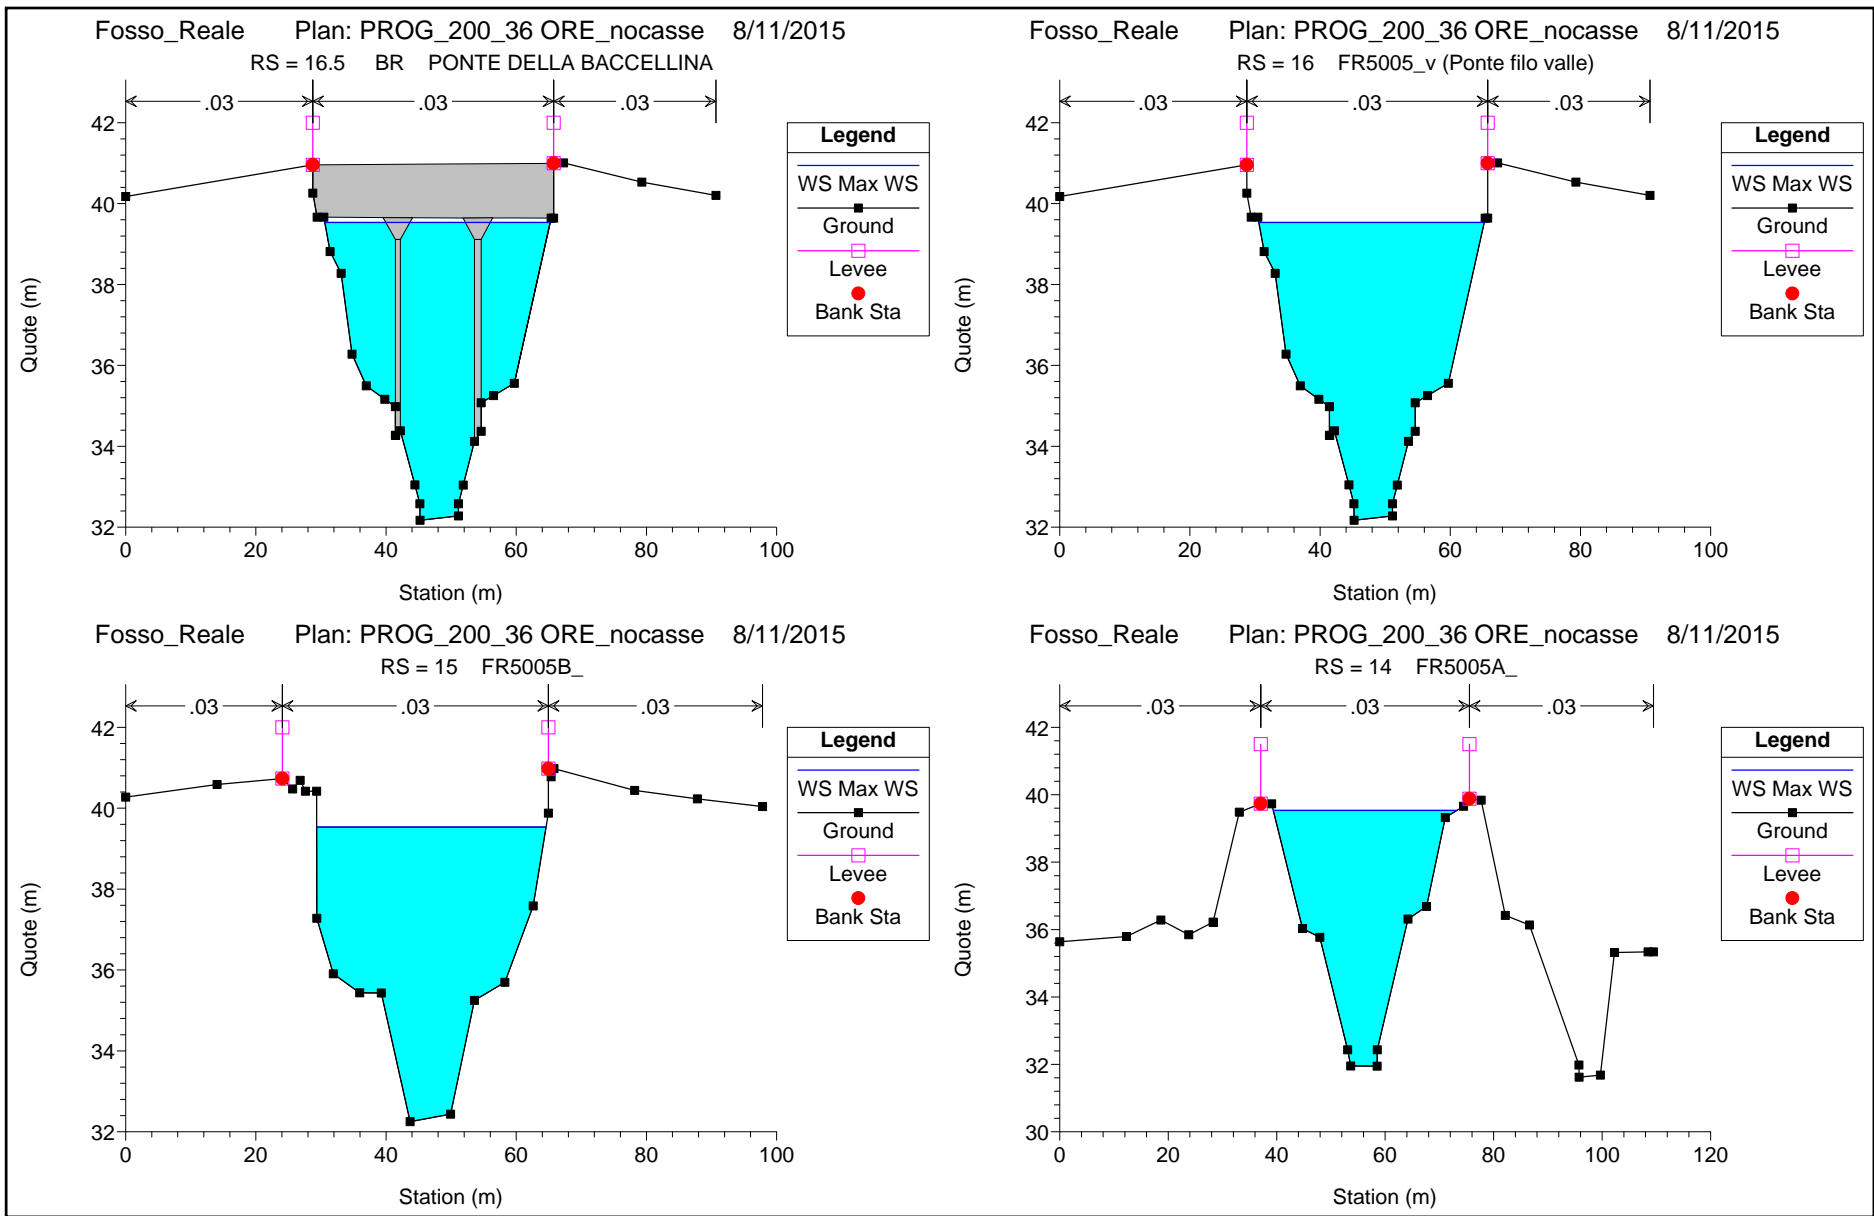 Fosso_Reale Plan: PROG_200_36 ORE_nocasse 8/11/2015
RS = 16.5 BR PONTE DELLA BACCELLINA
.03 .03 .03
42
40
38
36
34
32
0 20 40 60 80 100
Station (m)
Quote (m)
Legend
WS Max WS
Ground
Levee
Bank Sta
Fosso_Reale Plan: PROG_200_36 ORE_nocasse 8/11/2015
RS = 16 FR5005_v (Ponte filo valle)
.03 .03 .03
42
40
38
36
34
32
0 20 40 60 80 100
Station (m)
Quote (m)
Legend
WS Max WS
Ground
Levee
Bank Sta
Fosso_Reale Plan: PROG_200_36 ORE_nocasse 8/11/2015
RS = 15 FR5005B_
.03 .03 .03
42
40
38
36
34
32
0 20 40 60 80 100
Station (m)
Quote (m)
Legend
WS Max WS
Ground
Levee
Bank Sta
Fosso_Reale Plan: PROG_200_36 ORE_nocasse 8/11/2015
RS = 14 FR5005A_
.03 .03 .03
42
40
38
36
34
32
30
0 20 40 60 80 100 120
Station (m)
Quote (m)
Legend
WS Max WS
Ground
Levee
Bank Sta